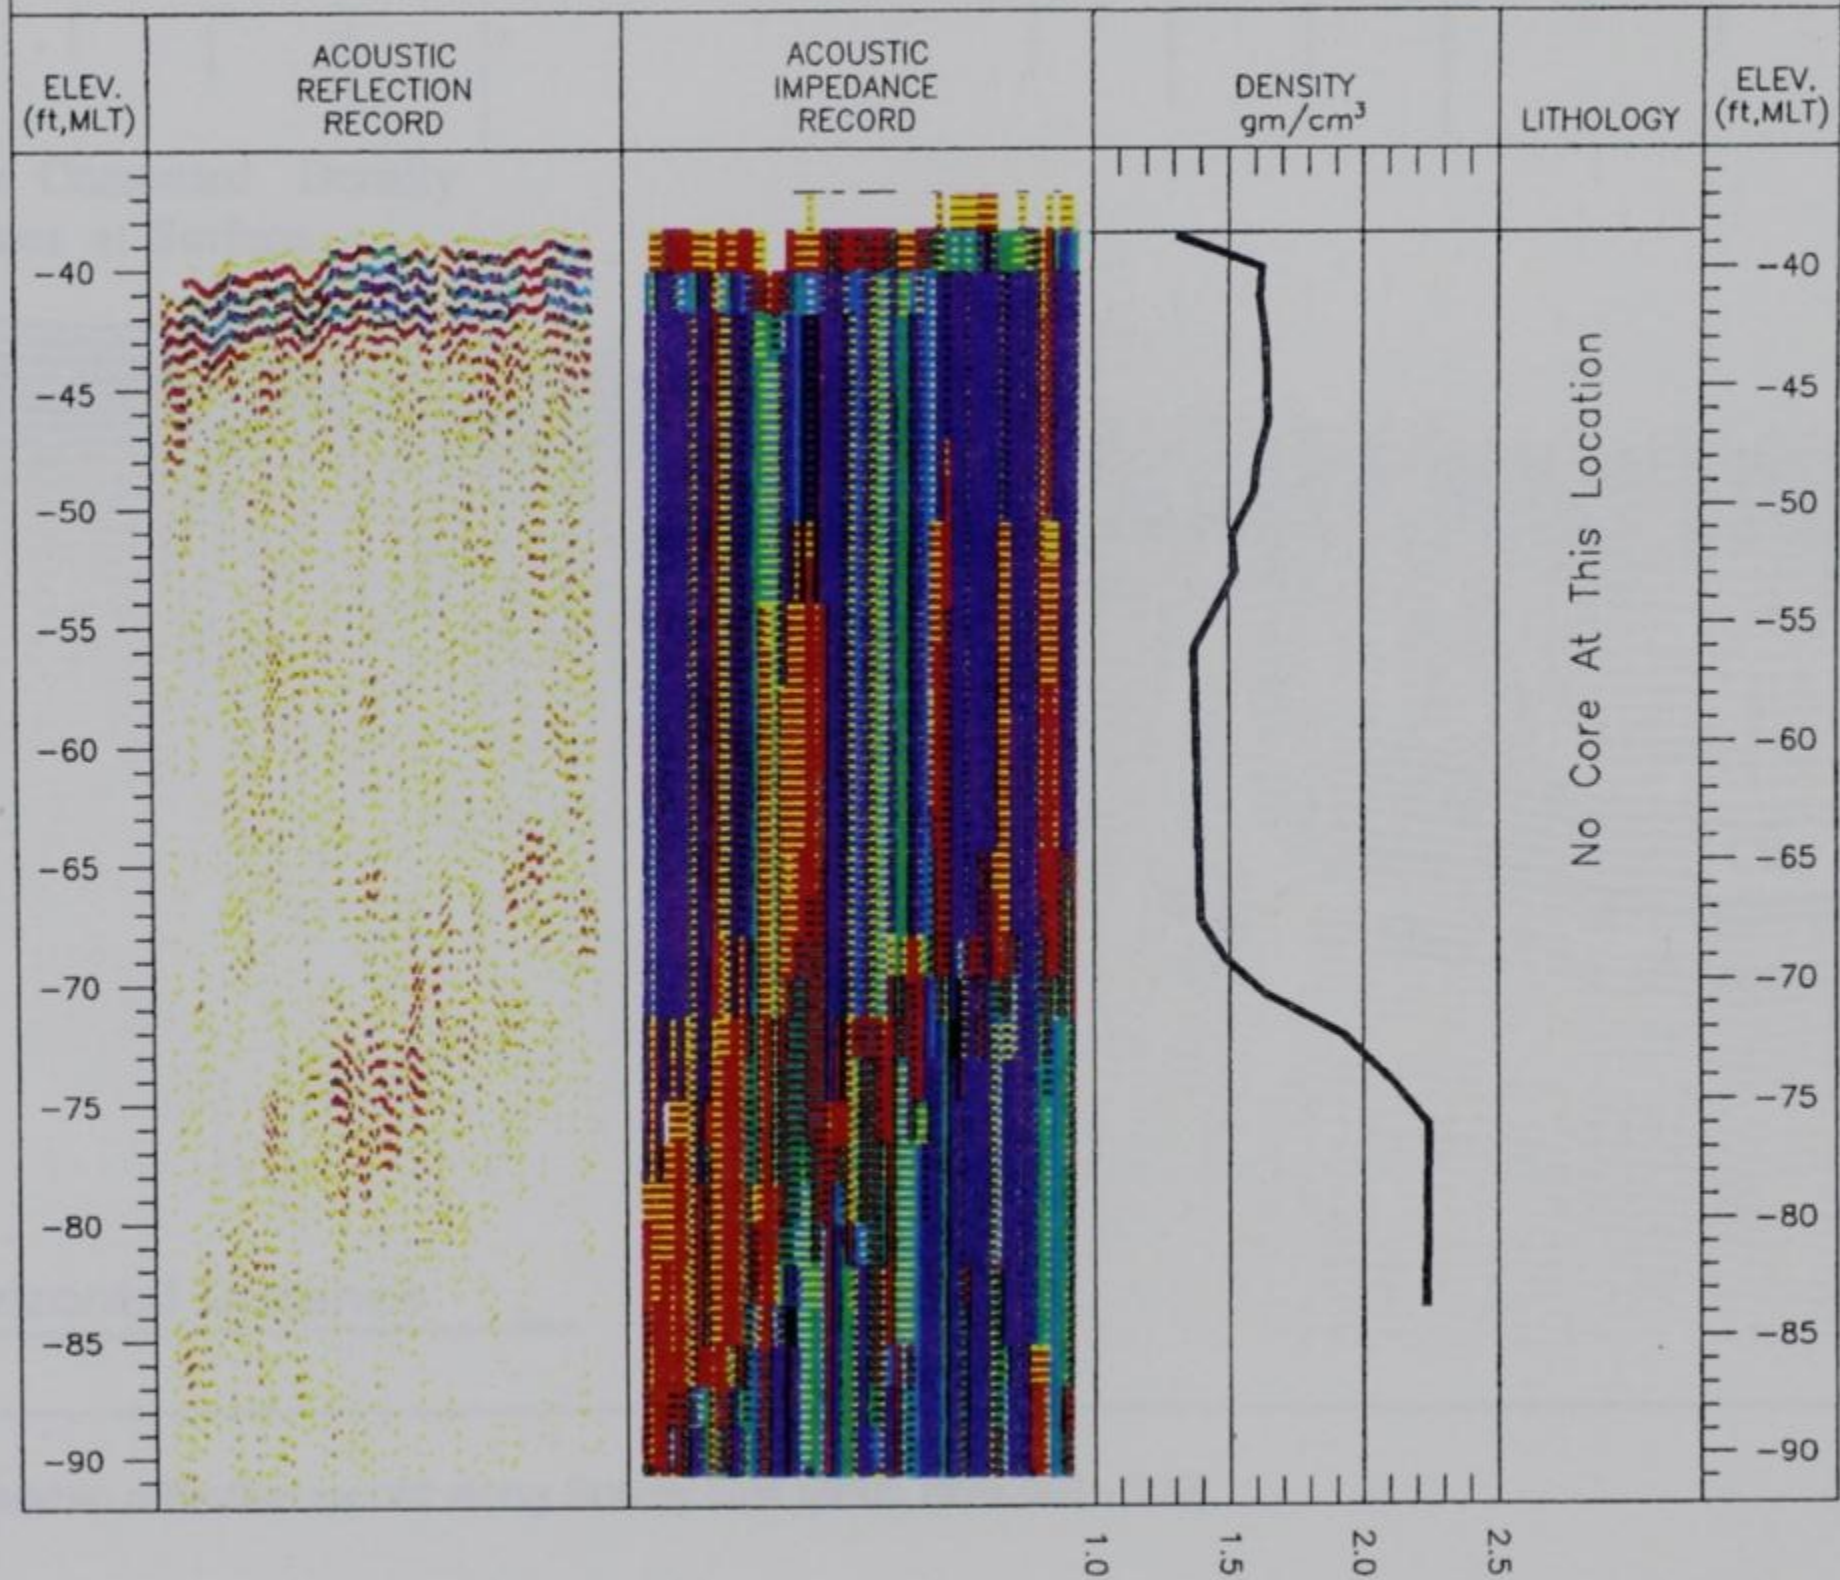 ELEV.
(ft,MLT)
ACOUSTIC
REFLECTION
RECORD
ACOUSTIC
IMPEDANCE
RECORD
DENSITY
gm/cm³
LITHOLOGY
ELEV.
(ft,MLT)
-40
-45
-50
-55
-60
-65
-70
-75
-80
-85
-90
No Core At This Location
-40
-45
-50
-55
-60
-65
-70
-75
-80
-85
-90
1.0
1.5
2.0
2.5